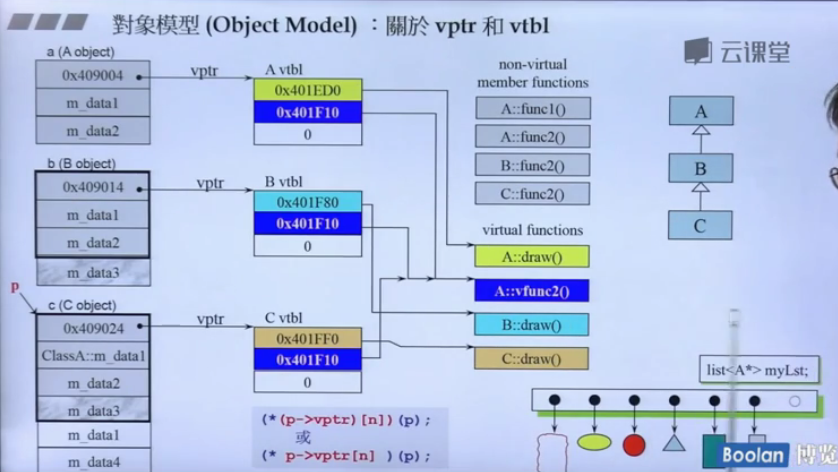 對象模型 (Object Model) ：關於 vptr 和 vtbl
云课堂
a (A object)
0x409004
m_data1
m_data2
vptr
A vtbl
0x401ED0
0x401F10
0
b (B object)
0x409014
m_data1
m_data2
m_data3
vptr
B vtbl
0x401F80
0x401F10
0
p
c (C object)
0x409024
ClassA::m_data1
m_data2
m_data3
m_data1
m_data4
vptr
C vtbl
0x401FF0
0x401F10
0
(*(p->vptr)[n])(p);
或
(* p->vptr[n] )(p);
non-virtual
member functions
A::func1()
A::func2()
B::func2()
C::func2()
virtual functions
A::draw()
A::vfunc2()
B::draw()
C::draw()
A
B
C
list<A*> myLst;
Boolan 博览